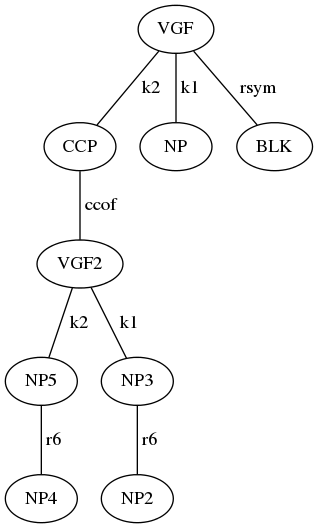 VGF
k2 k1 rsym
CCP NP BLK
ccof
VGF2
k2 k1
NP5 NP3
r6 r6
NP4 NP2